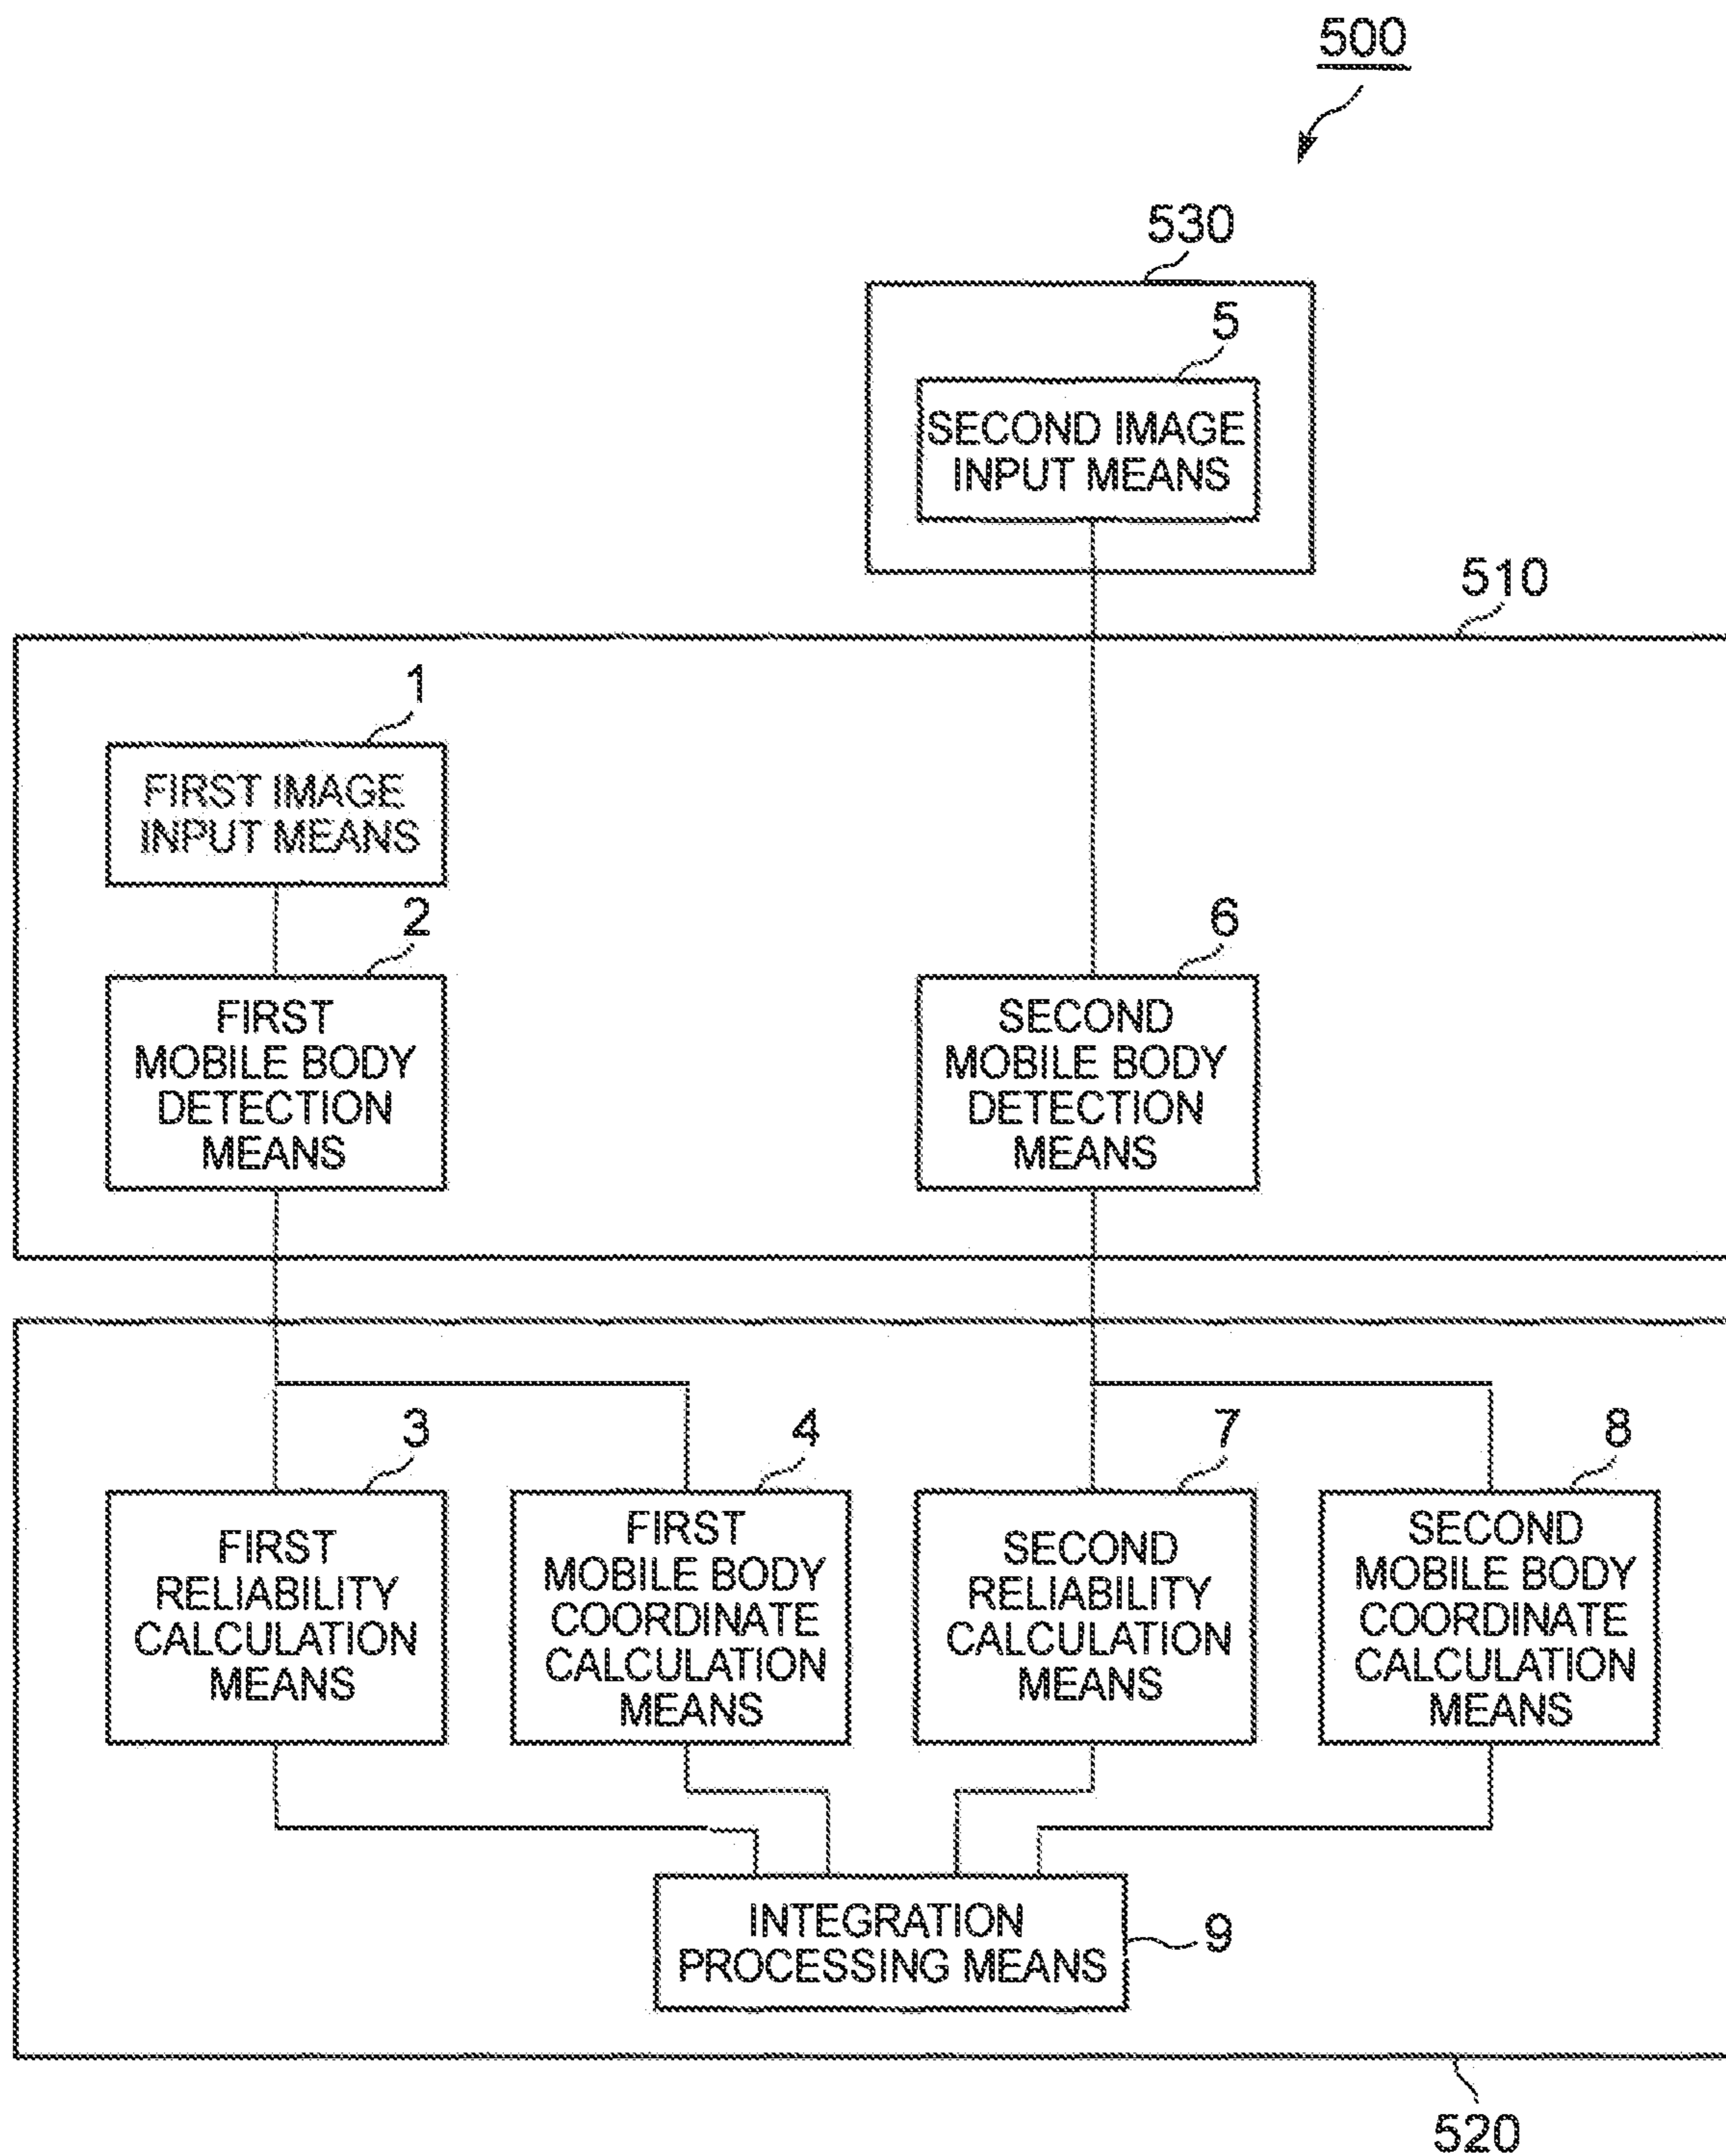 500
530
5
SECOND IMAGE
INPUT MEANS
510
1
FIRST IMAGE
INPUT MEANS
2
FIRST
MOBILE BODY
DETECTION
MEANS
6
SECOND
MOBILE BODY
DETECTION
MEANS
3
FIRST
RELIABILITY
CALCULATION
MEANS
4
FIRST
MOBILE BODY
COORDINATE
CALCULATION
MEANS
7
SECOND
RELIABILITY
CALCULATION
MEANS
8
SECOND
MOBILE BODY
COORDINATE
CALCULATION
MEANS
INTEGRATION
PROCESSING MEANS
9
520